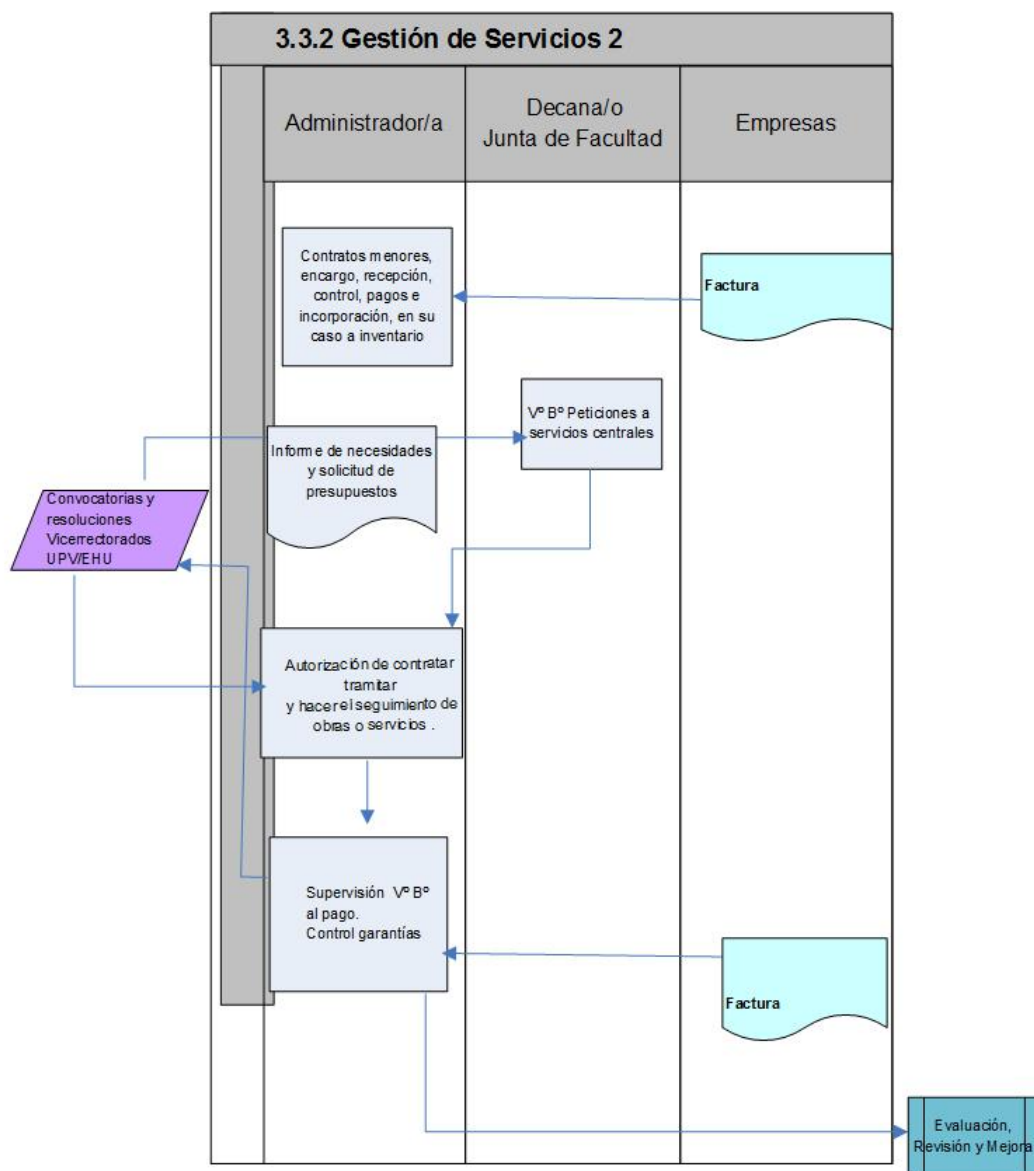 3.3.2 Gestión de Servicios 2
Administrador/a
Decana/o
Junta de Facultad
Empresas
Contratos menores,
encargo, recepción,
control, pagos e
incorporación, en su
caso a inventario
Factura
Vº Bº Peticiones a
servicios centrales
Informe de necesidades
y solicitud de
presupuestos
Convocatorias y
resoluciones
Vicerrectorados
UPV/EHU
Autorización de contratar
tramitar
y hacer el seguimiento de
obras o servicios .
Supervisión Vº Bº
al pago.
Control garantías
Factura
Evaluación,
Revisión y Mejora